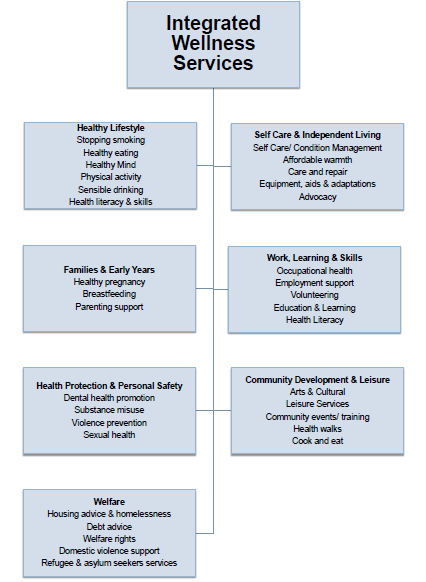 Integrated
Wellness
Services
Healthy Lifestyle
Stopping smoking
Healthy eating
Healthy Mind
Physical activity
Sensible drinking
Health literacy & skills
Self Care & Independent Living
Self Care/ Condition Management
Affordable warmth
Care and repair
Equipment, aids & adaptations
Advocacy
Families & Early Years
Healthy pregnancy
Breastfeeding
Parenting support
Work, Learning & Skills
Occupational health
Employment support
Volunteering
Education & Learning
Health Literacy
Health Protection & Personal Safety
Dental health promotion
Substance misuse
Violence prevention
Sexual health
Community Development & Leisure
Arts & Cultural
Leisure Services
Community events/ training
Health walks
Cook and eat
Welfare
Housing advice & homelessness
Debt advice
Welfare rights
Domestic violence support
Refugee & asylum seekers services